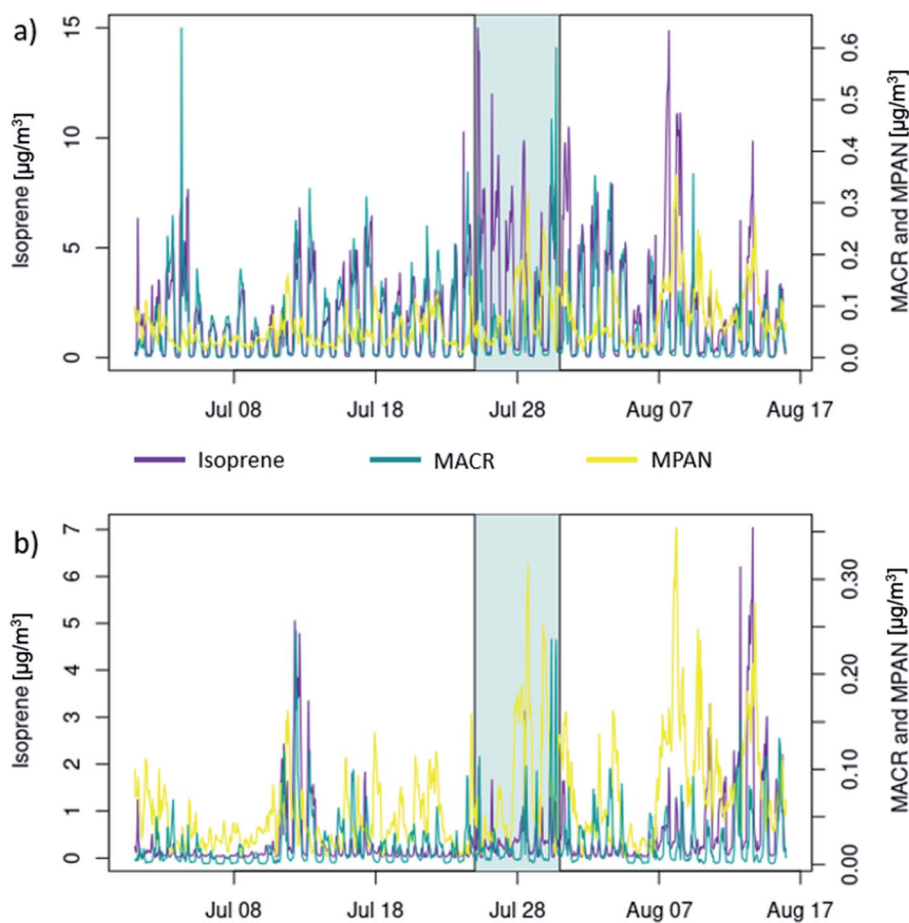 a)
Isoprene [µg/m³]
15
10
5
0
MACR and MPAN [µg/m³]
0.6
0.5
0.4
0.3
0.2
0.1
0.0
Jul 08 Jul 18 Jul 28 Aug 07 Aug 17
Isoprene MACR MPAN
b)
Isoprene [µg/m³]
7
6
5
4
3
2
1
0
MACR and MPAN [µg/m³]
0.30
0.20
0.10
0.00
Jul 08 Jul 18 Jul 28 Aug 07 Aug 17